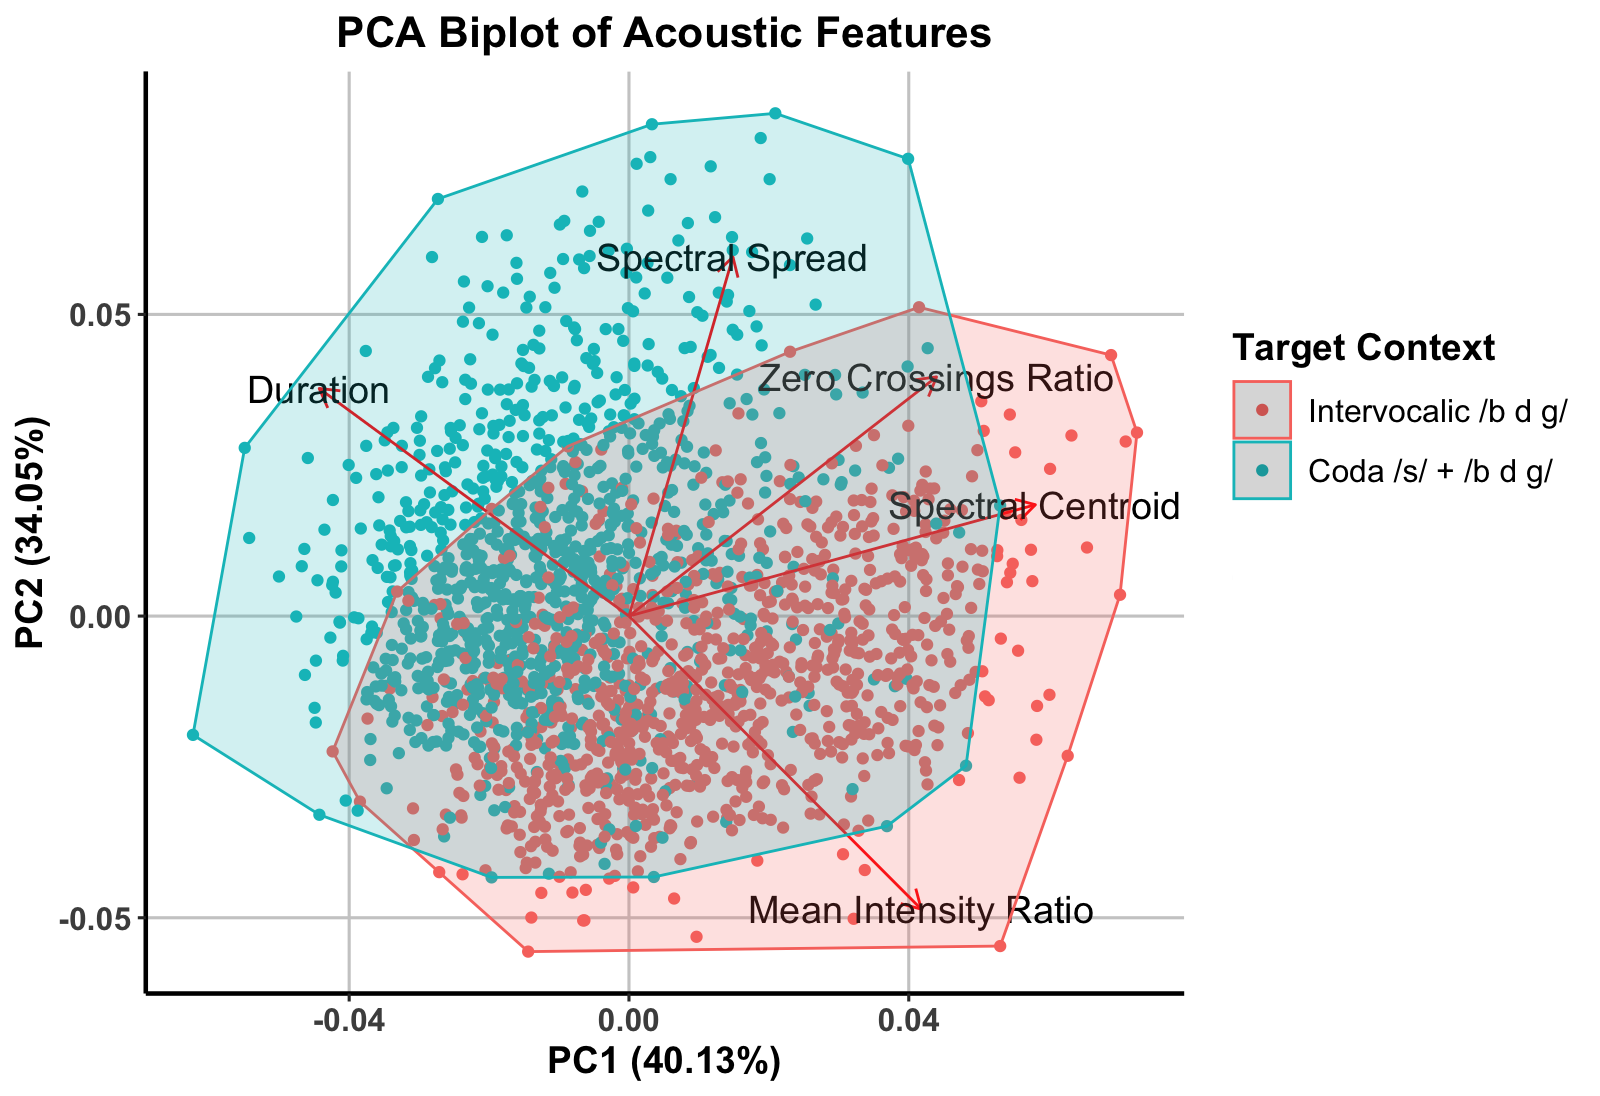 PCA Biplot of Acoustic Features
Spectral Spread
0.05
Target Context
Duration
Zero Crossings Ratio
Intervocalic /b d g/
Coda /s/ + /b d g/
Spectral Centroid
PC2 (34.05%)
0.00
-0.05
Mean Intensity Ratio
-0.04
0.00
0.04
PC1 (40.13%)